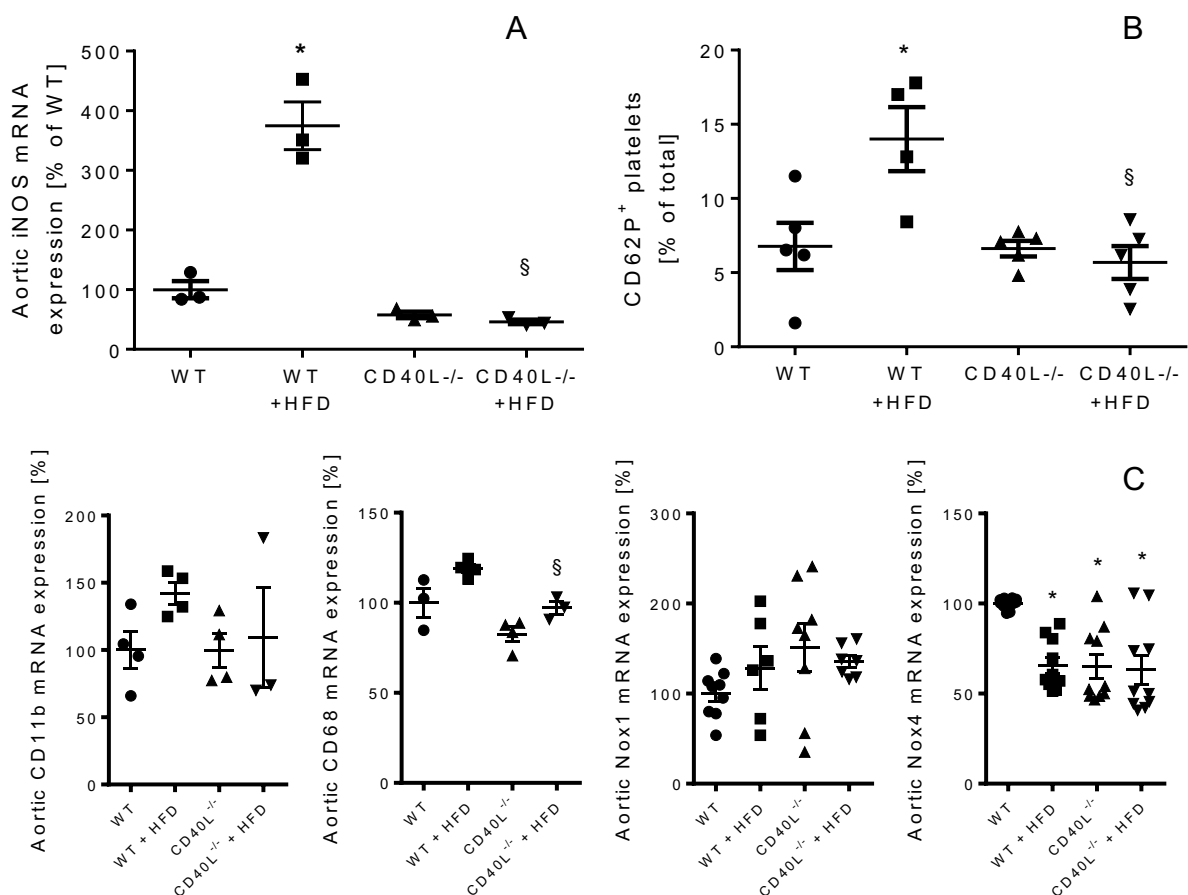 A
Aortic iNOS mRNA
expression [% of WT]
500
400
300
200
100
0
*
§
WT
WT
+HFD
CD40L-/-
CD40L-/-
+HFD
B
CD62P+ platelets
[% of total]
20
15
10
5
0
*
§
WT
WT
+HFD
CD40L-/-
CD40L-/-
+HFD
Aortic CD11b mRNA expression [%]
200
150
100
50
0
WT
WT + HFD
CD40L-/-
CD40L-/- + HFD
Aortic CD68 mRNA expression [%]
150
100
50
0
§
WT
WT + HFD
CD40L-/-
CD40L-/- + HFD
Aortic Nox1 mRNA expression [%]
300
200
100
0
WT
WT + HFD
CD40L-/-
CD40L-/- + HFD
C
Aortic Nox4 mRNA expression [%]
150
100
50
0
*
*
*
WT
WT + HFD
CD40L-/-
CD40L-/- + HFD